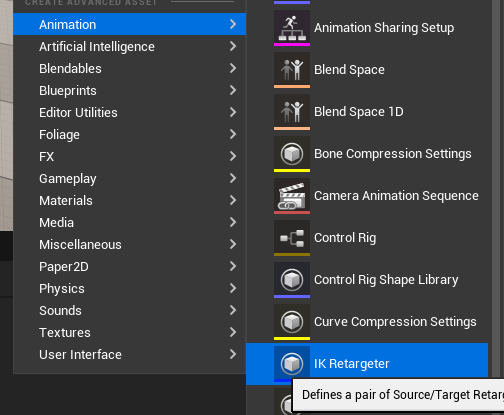 CREATE ADVANCED ASSET
Animation
Artificial Intelligence
Blendables
Blueprints
Editor Utilities
Foliage
FX
Gameplay
Materials
Media
Miscellaneous
Paper2D
Physics
Sounds
Textures
User Interface
Animation Sharing Setup
Blend Space
Blend Space 1D
Bone Compression Settings
Camera Animation Sequence
Control Rig
Control Rig Shape Library
Curve Compression Settings
IK Retargeter
Defines a pair of Source/Target Retar